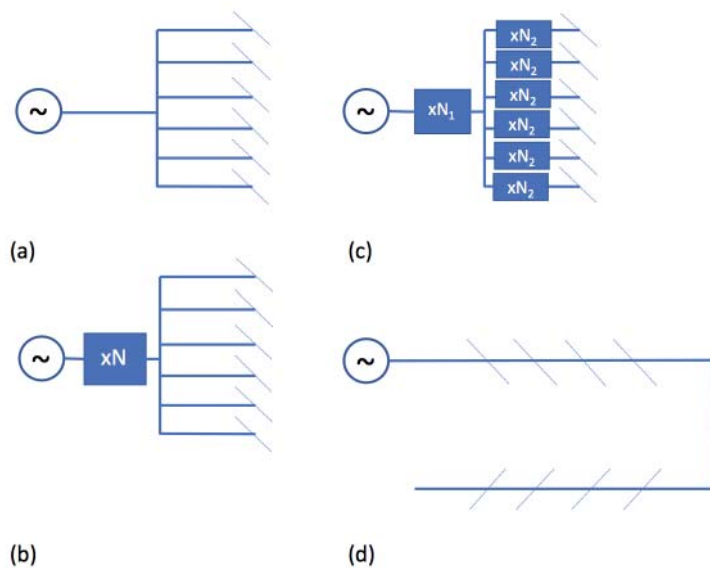 ~
(a)
~
xN₁
xN₂
xN₂
xN₂
xN₂
xN₂
xN₂
(c)
~
xN
(b)
~
(d)